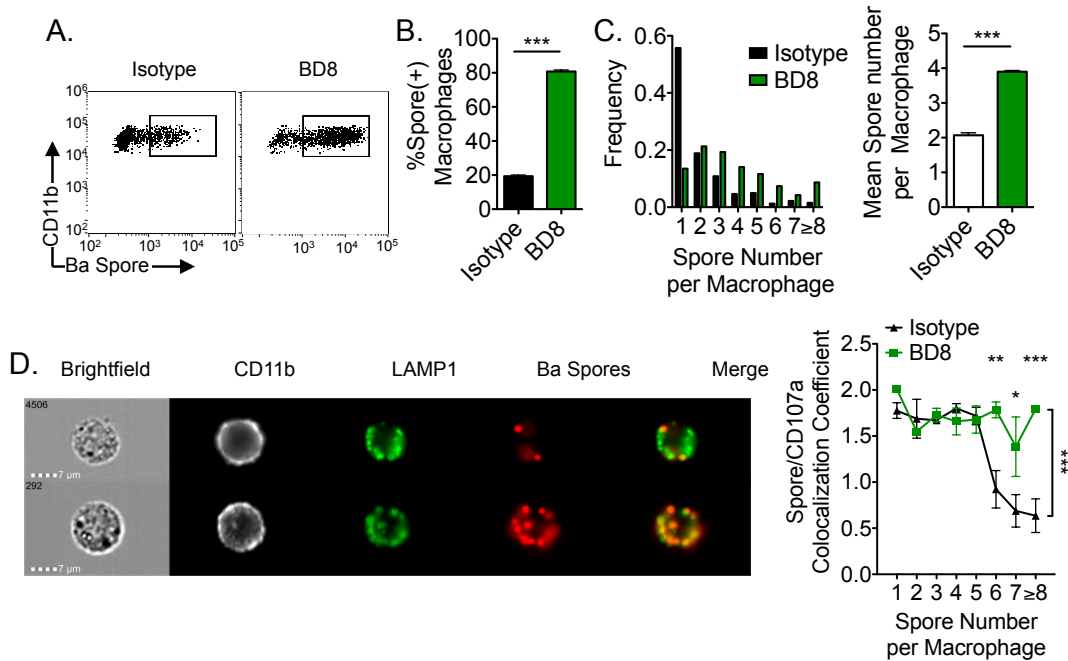 A.
Isotype
BD8
10⁶
10⁵
10⁴
10³
10²
CD11b
10² 10³ 10⁴ 10⁵ 10² 10³ 10⁴ 10⁵
Ba Spore
B.
%Spore(+)
Macrophages
100
80
60
40
20
0
***
Isotype
BD8
C.
Frequency
0.6
0.4
0.2
0.0
Isotype
BD8
1 2 3 4 5 6 7 ≥8
Spore Number
per Macrophage
Mean Spore number
per Macrophage
5
4
3
2
1
0
***
Isotype
BD8
D.
Brightfield CD11b LAMP1 Ba Spores Merge
4506
7 µm
292
7 µm
Isotype
BD8
Spore/CD107a
Colocalization Coefficient
2.5
2.0
1.5
1.0
0.5
0.0
** * ***
***
1 2 3 4 5 6 7 ≥8
Spore Number
per Macrophage